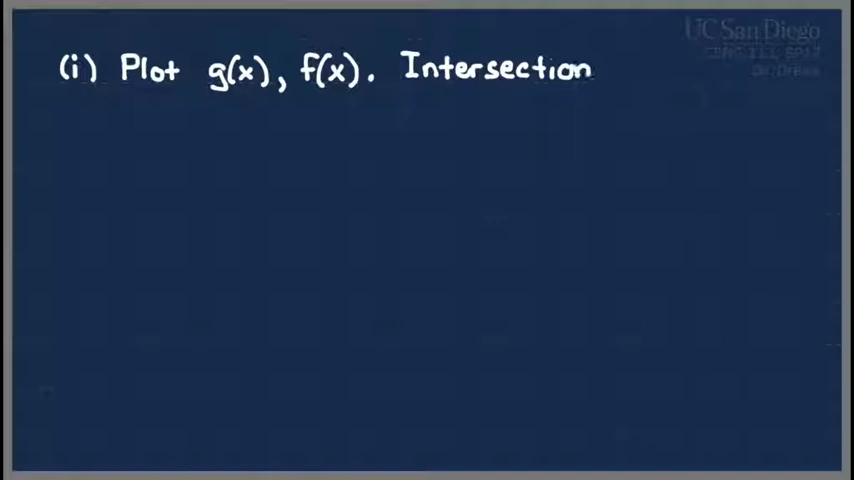 UC San Diego
(i) Plot g(x), f(x). Intersection